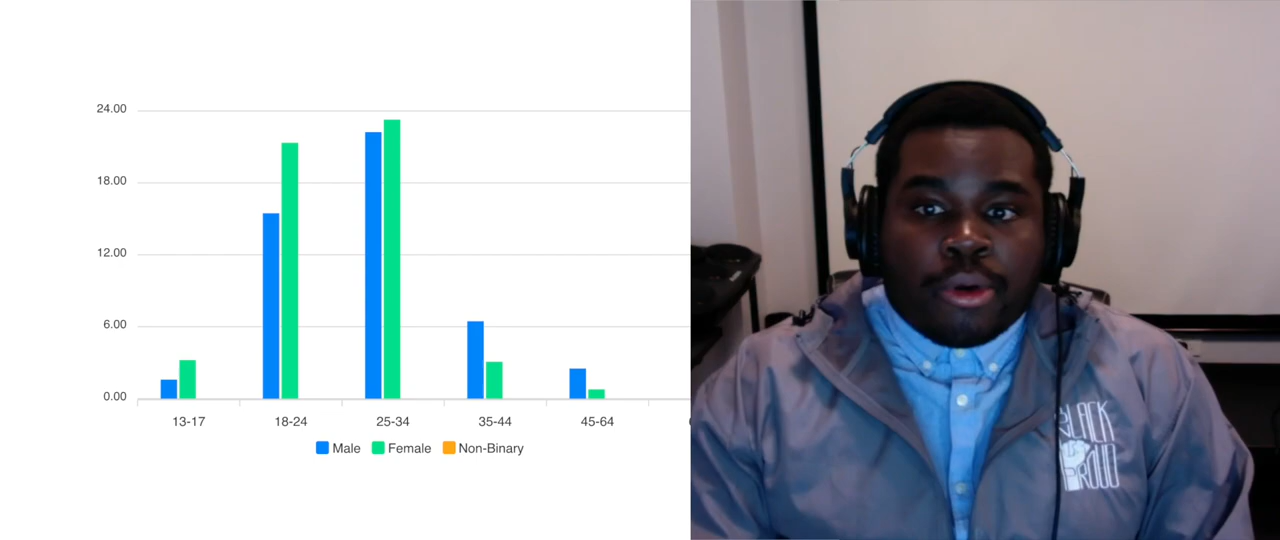 24.00
18.00
12.00
6.00
0.00
13-17
18-24
25-34
35-44
45-64
Male
Female
Non-Binary
BLACK
PROUD